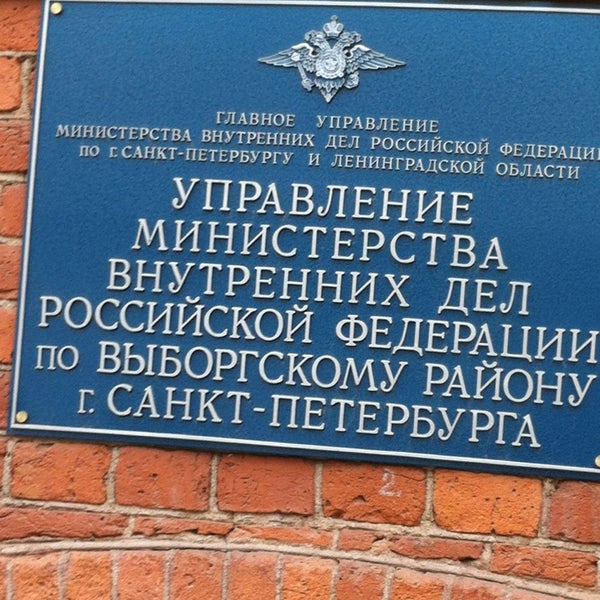 ГЛАВНОЕ УПРАВЛЕНИЕ
МИНИСТЕРСТВА ВНУТРЕННИХ ДЕЛ РОССИЙСКОЙ ФЕДЕРАЦИИ
ПО Г. САНКТ-ПЕТЕРБУРГУ И ЛЕНИНГРАДСКОЙ ОБЛАСТИ
УПРАВЛЕНИЕ
МИНИСТЕРСТВА
ВНУТРЕННИХ ДЕЛ
РОССИЙСКОЙ ФЕДЕРАЦИИ
ПО ВЫБОРГСКОМУ РАЙОНУ
Г. САНКТ-ПЕТЕРБУРГА
2